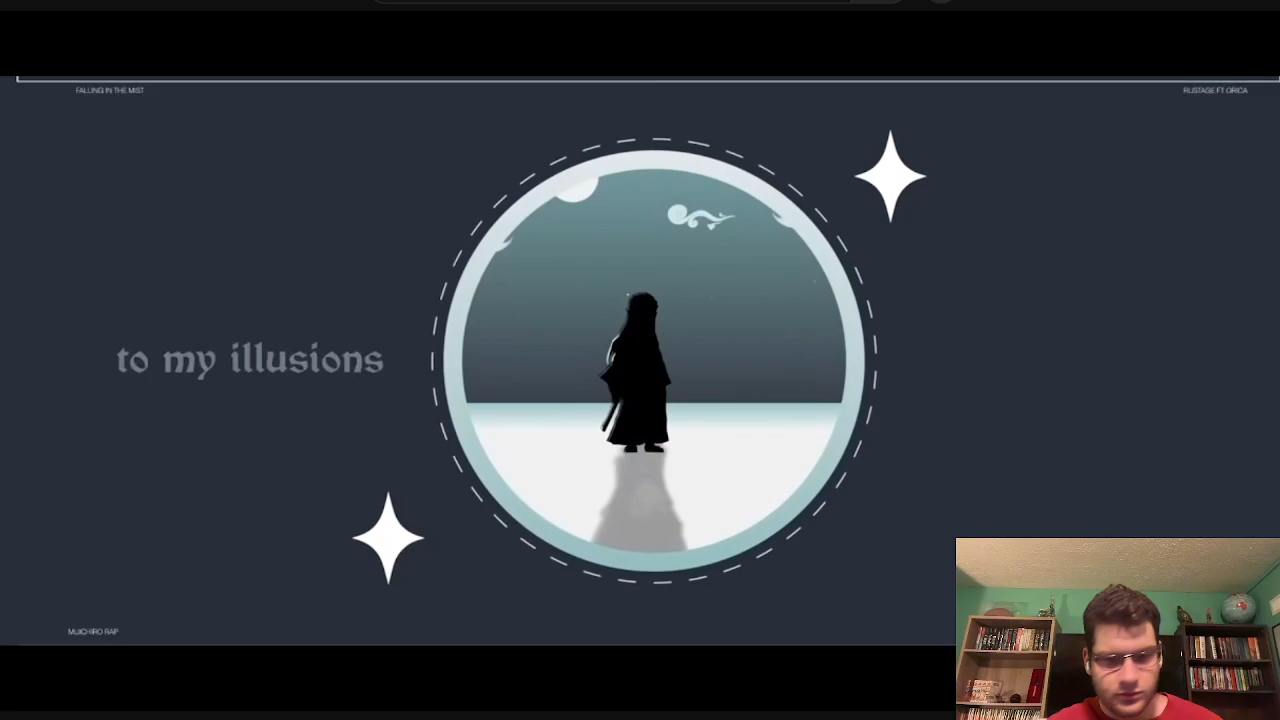 FALLING IN THE MIST
RUSTAGE FT ORICA
to my illusions
MUICHIRO RAP